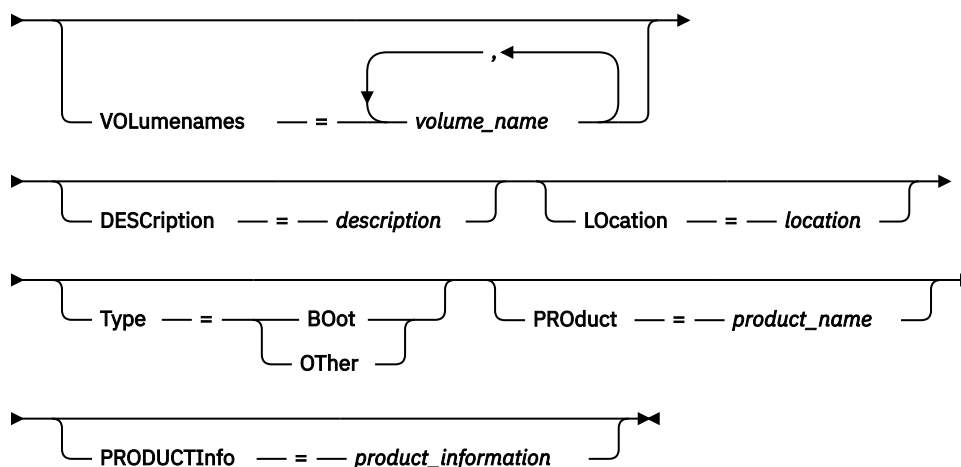 ,
VOLumenames = volume_name
DESCription = description LOcation = location
Type = BOot PROduct = product_name
OTher
PRODUCTInfo = product_information